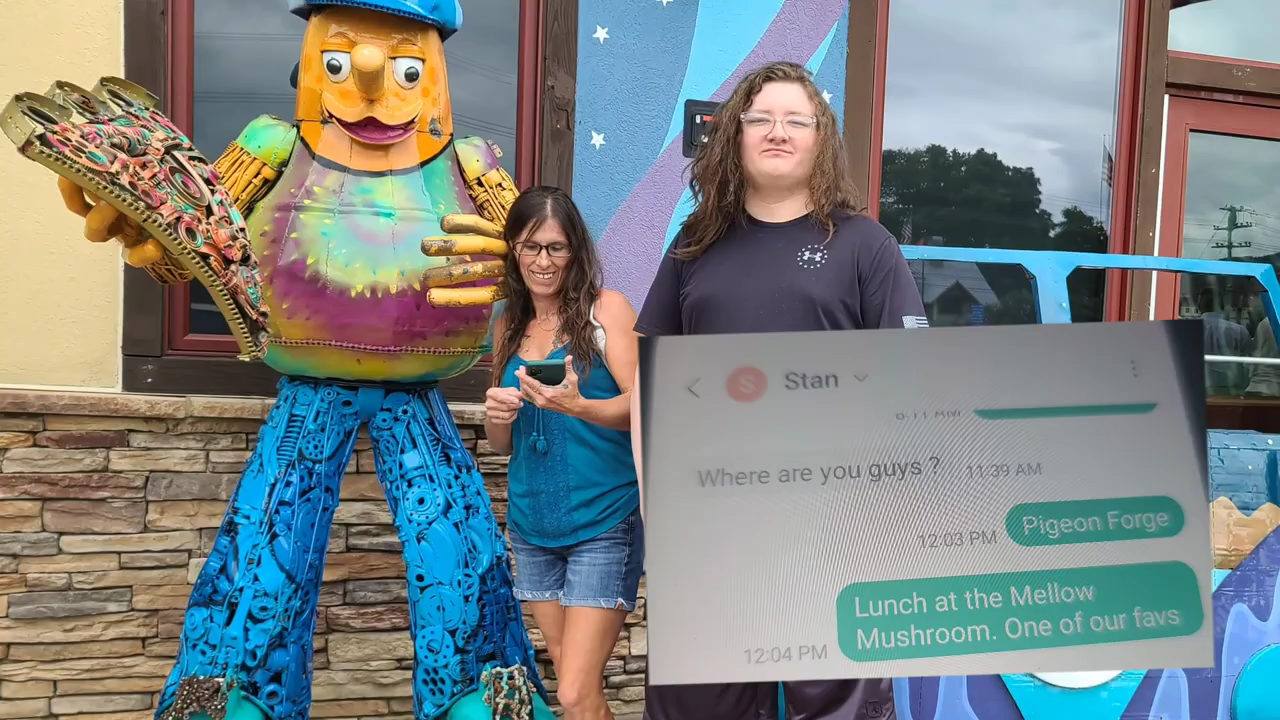 Stan
Where are you guys ? 11:39 AM
12:03 PM Pigeon Forge
Lunch at the Mellow
12:04 PM Mushroom. One of our favs